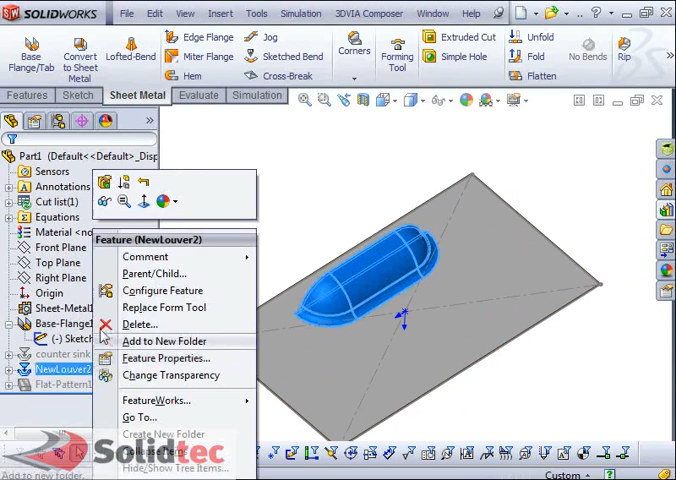 SW SOLIDWORKS File Edit View Insert Tools Simulation 3DVIA Composer Window Help
Base Flange/Tab
Convert to Sheet Metal
Lofted-Bend
Edge Flange
Miter Flange
Hem
Jog
Sketched Bend
Cross-Break
Corners
Forming Tool
Extruded Cut
Simple Hole
Unfold
Fold
Flatten
No Bends
Rip
Features Sketch Sheet Metal Evaluate Simulation
Part1 (Default<<Default>_Disp
Sensors
Annotations
Cut list(1)
Equations
Material <no
Front Plane
Top Plane
Right Plane
Origin
Sheet-Metal1
Base-Flange1
(-) Sketch
counter sink
NewLouver2
Flat-Pattern1
Feature (NewLouver2)
Comment
Parent/Child...
Configure Feature
Replace Form Tool
Delete...
Add to New Folder
Feature Properties...
Change Transparency
FeatureWorks...
Go To...
Create New Folder
Collapse Items
Hide/Show Tree Items...
Solidtec
Add to new folder.
Custom